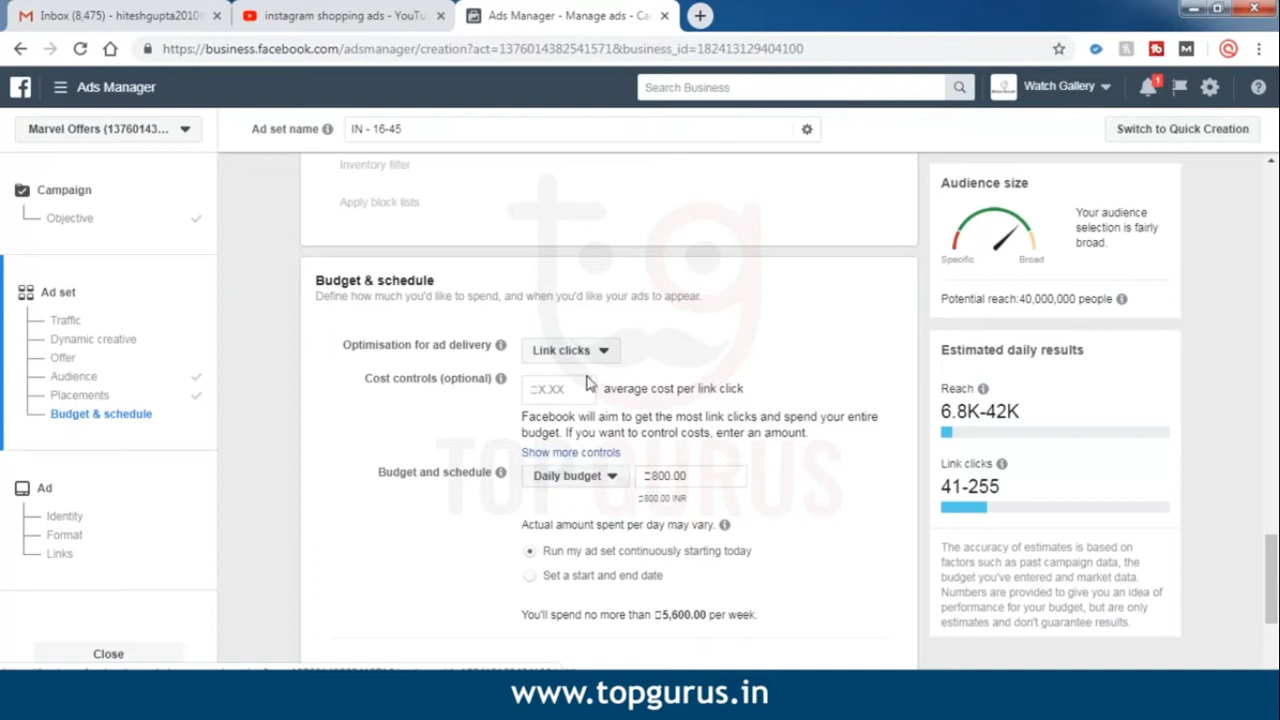 Inbox (8,475) - hiteshgupta2010
instagram shopping ads - YouTu
Ads Manager - Manage ads - Ca
https://business.facebook.com/adsmanager/creation?act=1376014382541571&business_id=182413129404100
Ads Manager
Search Business
Watch Gallery
1
Marvel Offers (13760143...
Ad set name
IN - 16-45
Switch to Quick Creation
Campaign
Objective
Ad set
Traffic
Dynamic creative
Offer
Audience
Placements
Budget & schedule
Ad
Identity
Format
Links
Close
Inventory filter
Apply block lists
Budget & schedule
Define how much you'd like to spend, and when you'd like your ads to appear.
Optimisation for ad delivery
Link clicks
Cost controls (optional)
X.XX
average cost per link click
Facebook will aim to get the most link clicks and spend your entire
budget. If you want to control costs, enter an amount.
Show more controls
Budget and schedule
Daily budget
800.00
800.00 INR
Actual amount spent per day may vary.
Run my ad set continuously starting today
Set a start and end date
You'll spend no more than 5,600.00 per week.
Audience size
Your audience
selection is fairly
broad.
Specific
Broad
Potential reach:40,000,000 people
Estimated daily results
Reach
6.8K-42K
Link clicks
41-255
The accuracy of estimates is based on
factors such as past campaign data, the
budget you've entered and market data.
Numbers are provided to give you an idea of
performance for your budget, but are only
estimates and don't guarantee results.
tg
TOP GURUS
www.topgurus.in